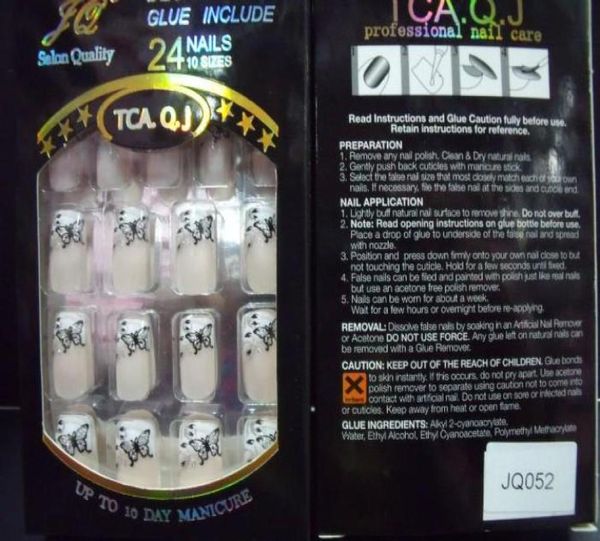 JQ
Salon Quality
GLUE INCLUDE
24 NAILS
10 SIZES
TCA. Q.J
UP TO 10 DAY MANICURE
TCA.Q.J
professional nail care
Read Instructions and Glue Caution fully before use.
Retain instructions for reference.
PREPARATION
1. Remove any nail polish. Clean & Dry natural nails.
2. Gently push back cuticles with manicure stick.
3. Select the false nail size that most closely match each of your own
nails. If necessary, file the false nail at the sides and cuticle end.
NAIL APPLICATION
1. Lightly buff natural nail surface to remove shine. Do not over buff.
2. Note: Read opening instructions on glue bottle before use.
Place a drop of glue to underside of the false nail and spread
with nozzle.
3. Position and press down firmly onto your own nail close to but
not touching the cuticle. Hold for a few seconds until fixed.
4. False nails can be filed and painted with polish just like real nails
but use an acetone free polish remover.
5. Nails can be worn for about a week.
Wait for a few hours or overnight before re-applying.
REMOVAL: Dissolve false nails by soaking in an Artificial Nail Remover
or Acetone DO NOT USE FORCE. Any glue left on natural nails can
be removed with a Glue Remover.
CAUTION: KEEP OUT OF THE REACH OF CHILDREN. Glue bonds
to skin instantly. If this occurs, do not pry apart. Use acetone
polish remover to separate using caution not to come into
contact with artificial nail. Do not use on sore or infected nails
or cuticles. Keep away from heat or open flame.
GLUE INGREDIENTS: Alkyl 2-cyanoacrylate,
Water, Ethyl Alcohol, Ethyl Cyanoacetate, Polymethyl Methacrylate
JQ052